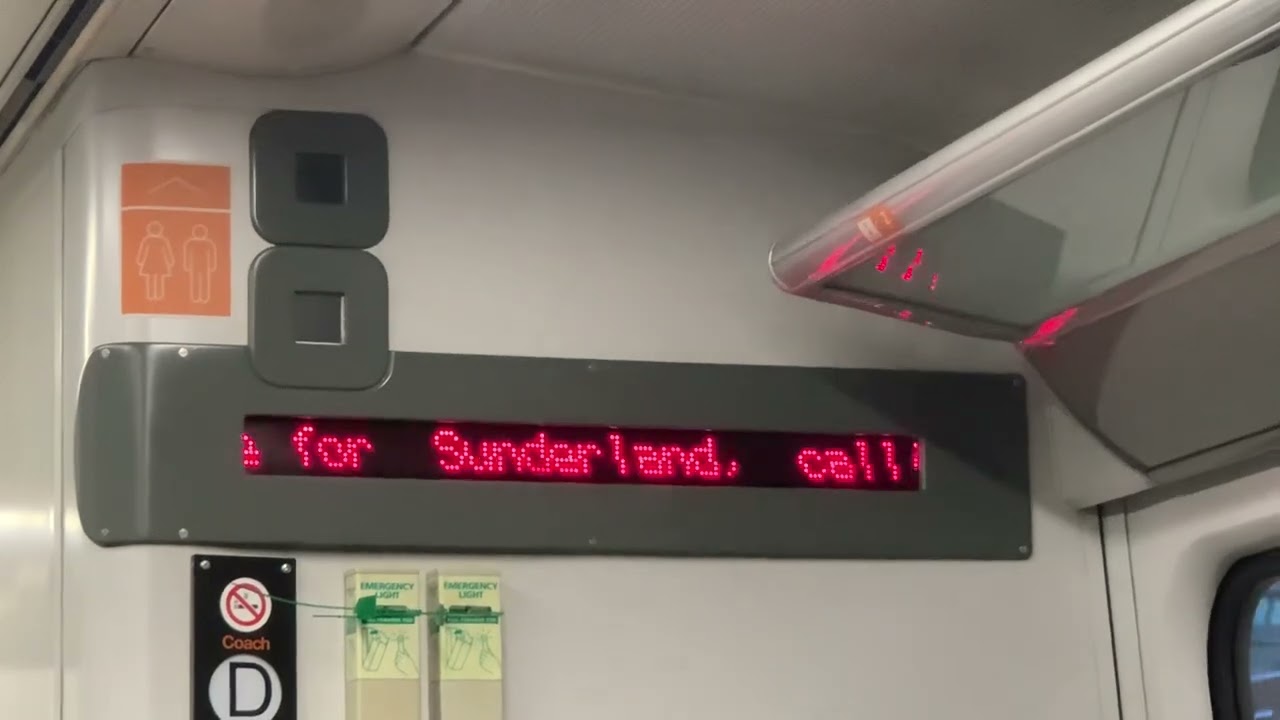 for Sunderland, call
EMERGENCY
LIGHT
EMERGENCY
LIGHT
Coach
D